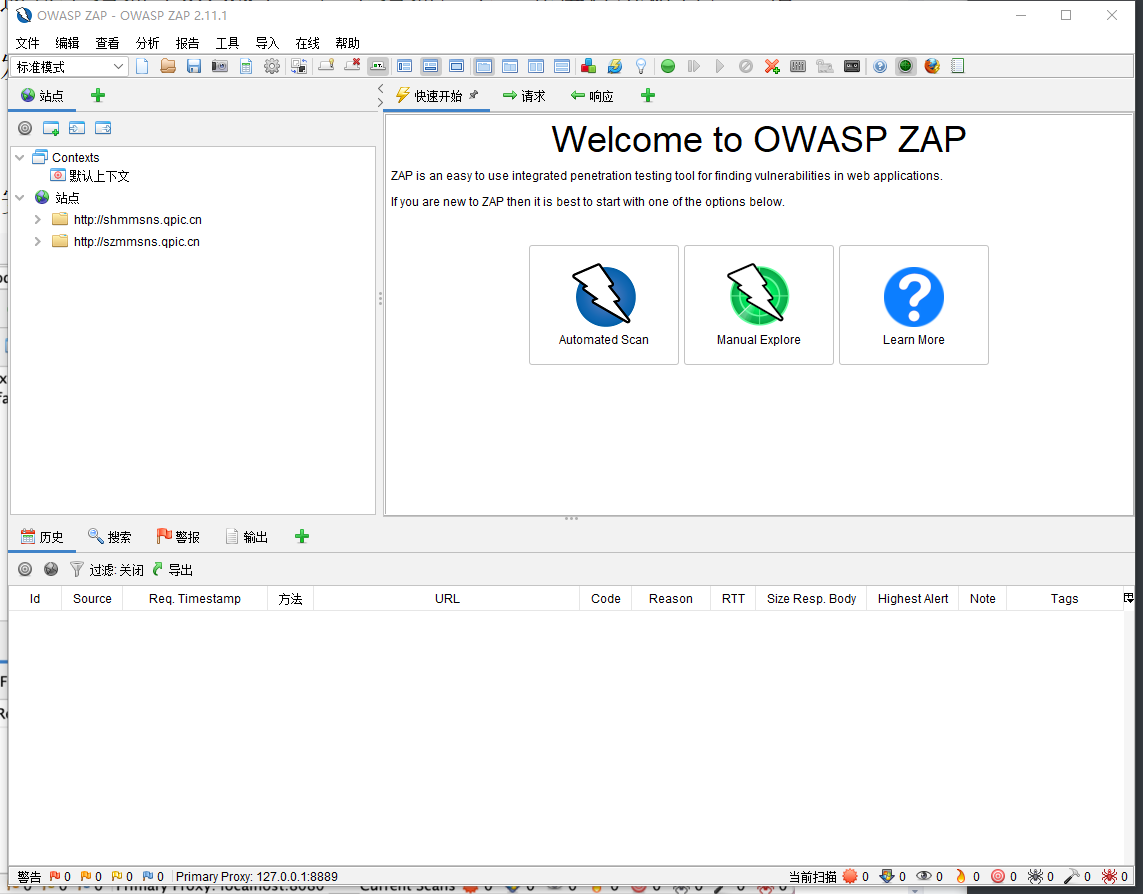 OWASP ZAP - OWASP ZAP 2.11.1
文件 编辑 查看 分析 报告 工具 导入 在线 帮助
标准模式
站点
快速开始 请求 响应
Contexts
默认上下文
站点
http://shmmsns.qpic.cn
http://szmmsns.qpic.cn
Welcome to OWASP ZAP
ZAP is an easy to use integrated penetration testing tool for finding vulnerabilities in web applications.
If you are new to ZAP then it is best to start with one of the options below.
Automated Scan Manual Explore Learn More
历史 搜索 警报 输出
过滤: 关闭 导出
Id Source Req. Timestamp 方法 URL Code Reason RTT Size Resp. Body Highest Alert Note Tags
警告 0 0 0 0 Primary Proxy: 127.0.0.1:8889 当前扫描 0 0 0 0 0 0 0 0
Primary Proxy: localhost:8080 Current Scans